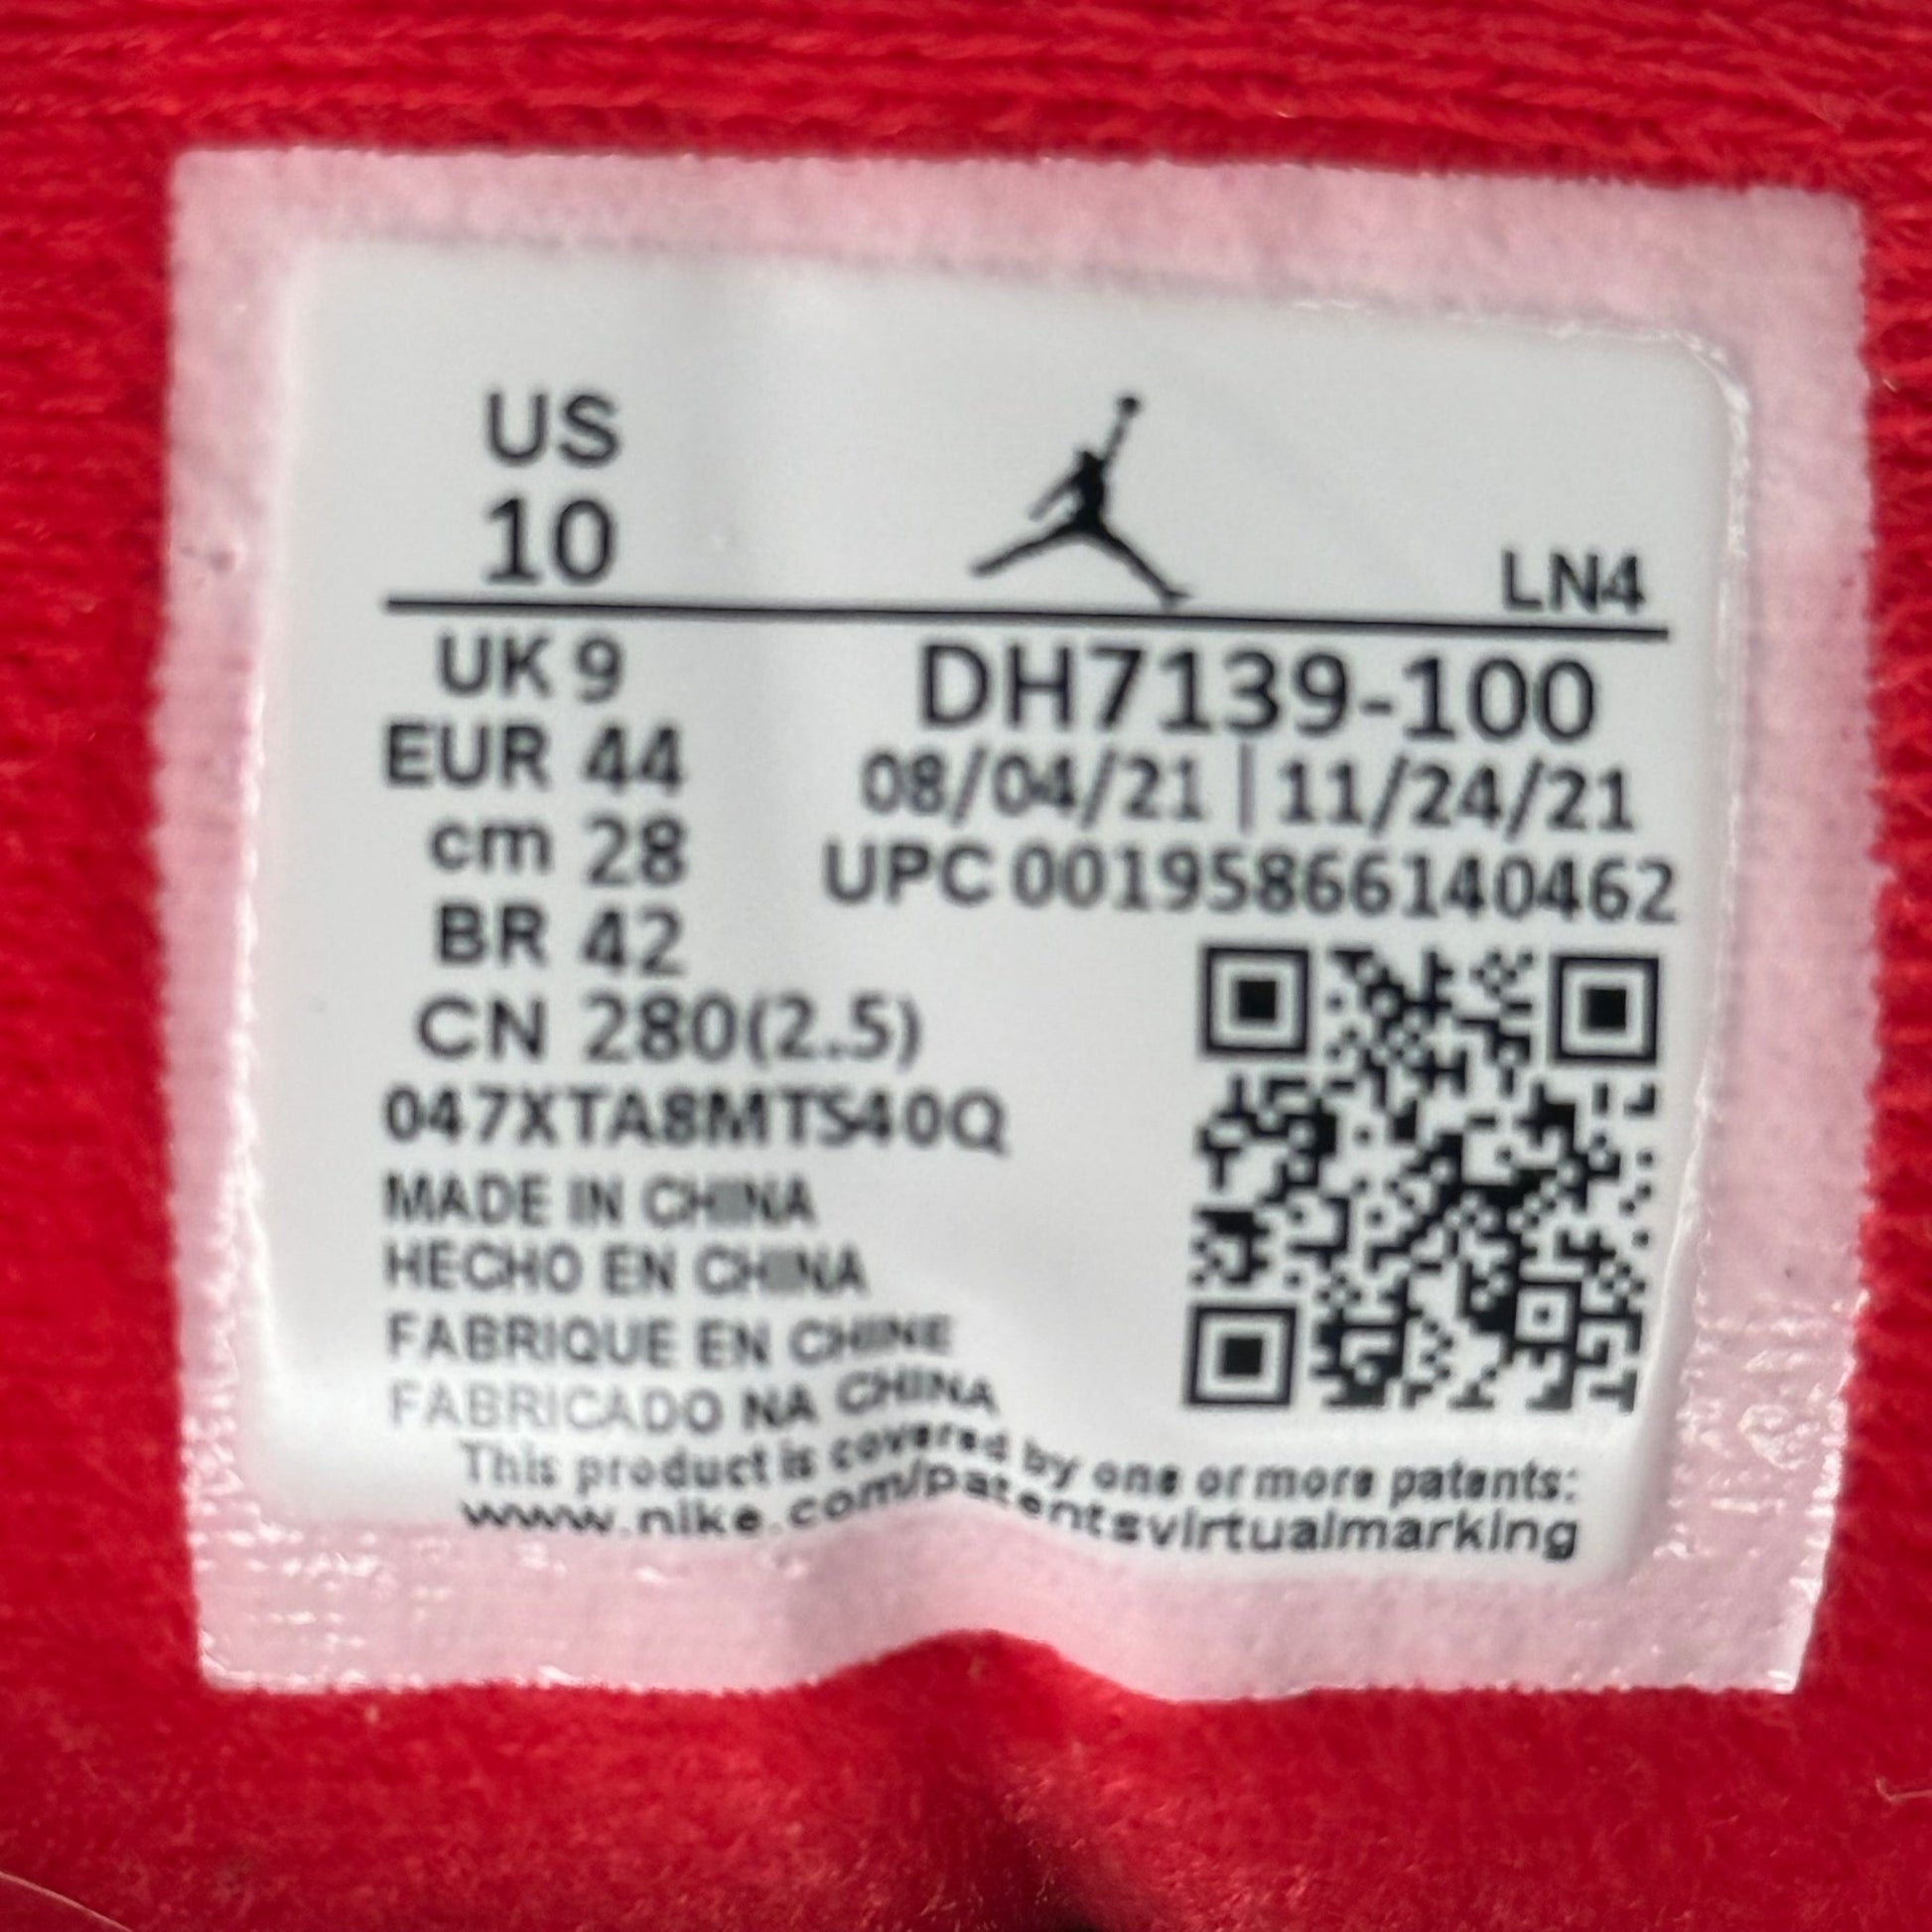 US
10
LN4
UK 9
EUR 44
cm 28
BR 42
CN 280(2.5)
DH7139-100
08/04/21 | 11/24/21
UPC 00195866140462
047XTA8MTS40Q
MADE IN CHINA
HECHO EN CHINA
FABRIQUE EN CHINE
FABRICADO NA CHINA
This product is covered by one or more patents:
www.nike.com/patentsvirtualmarking